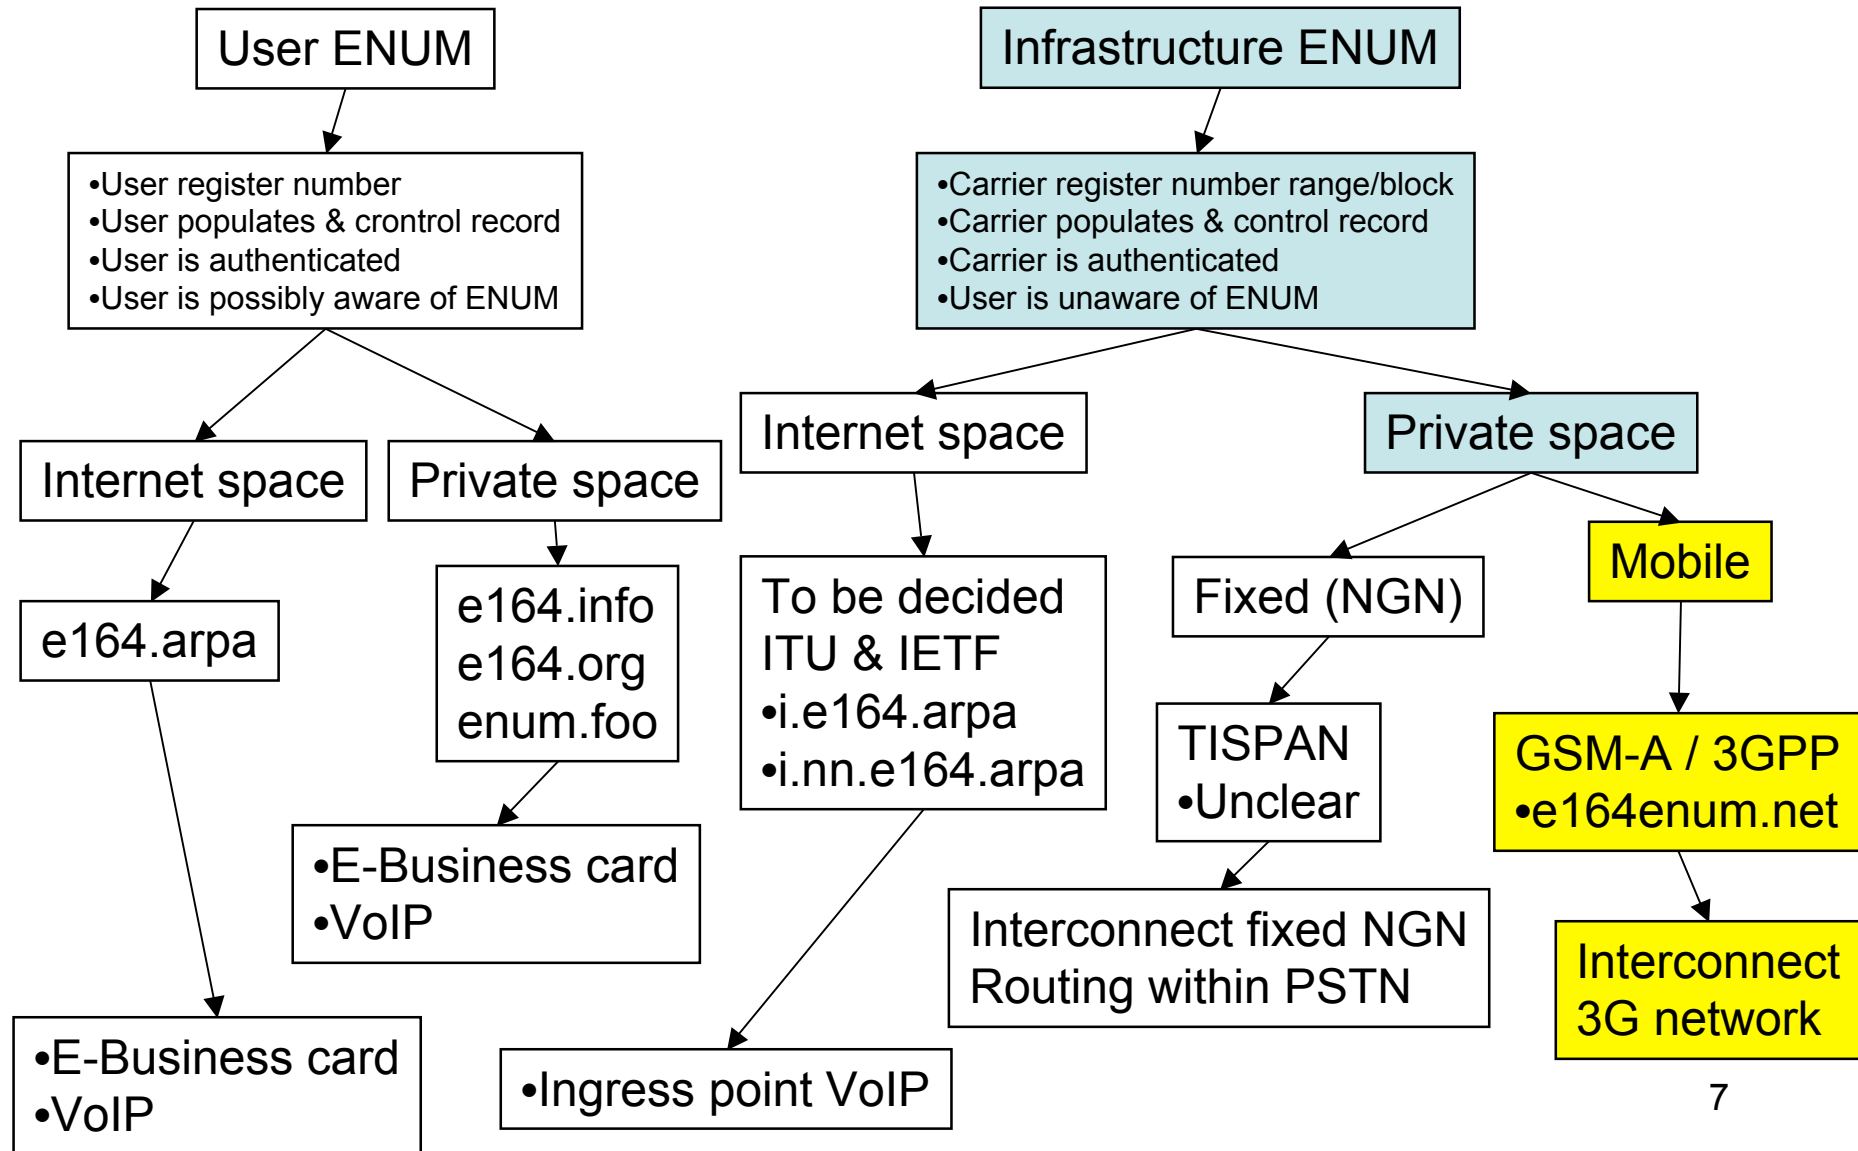 User ENUM
Infrastructure ENUM
•User register number
•User populates & crontrol record
•User is authenticated
•User is possibly aware of ENUM
•Carrier register number range/block
•Carrier populates & control record
•Carrier is authenticated
•User is unaware of ENUM
Internet space
Private space
Internet space
Private space
e164.arpa
e164.info
e164.org
enum.foo
To be decided
ITU & IETF
•i.e164.arpa
•i.nn.e164.arpa
Fixed (NGN)
Mobile
TISPAN
•Unclear
GSM-A / 3GPP
•e164enum.net
•E-Business card
•VoIP
Interconnect fixed NGN
Routing within PSTN
Interconnect
3G network
•E-Business card
•VoIP
•Ingress point VoIP
7